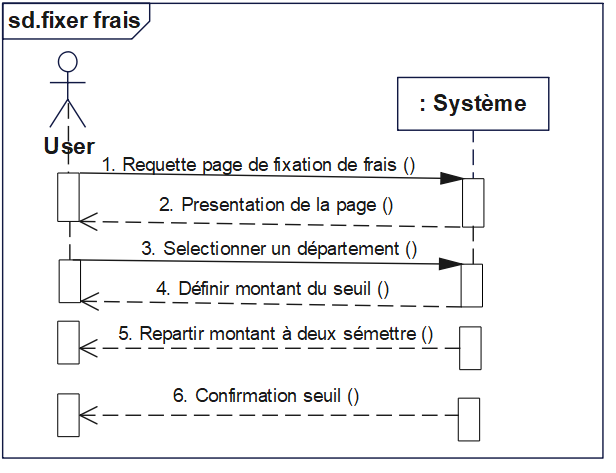 sd.fixer frais
: Système
User
1. Requette page de fixation de frais ()
2. Presentation de la page ()
3. Selectionner un département ()
4. Définir montant du seuil ()
5. Repartir montant à deux sémettre ()
6. Confirmation seuil ()